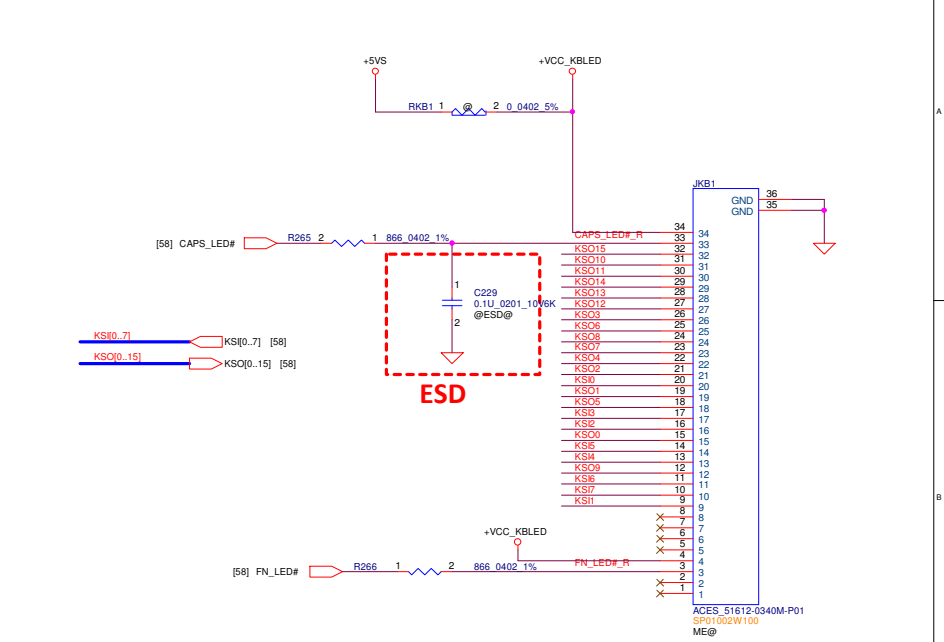 +5VS
+VCC_KBLED
RKB1 1 @ 2 0_0402_5%
A
JKB1
GND 36
GND 35
[58] CAPS_LED# R265 2 1 866_0402_1%
34 34
CAPS_LED#_R 33 33
KSO15 32 32
KSO10 31 31
KSO11 30 30
KSO14 29 29
KSO13 28 28
KSO12 27 27
KSO3 26 26
KSO6 25 25
KSO8 24 24
KSO7 23 23
KSO4 22 22
KSO2 21 21
KSI0 20 20
KSO1 19 19
KSO5 18 18
KSI3 17 17
KSI2 16 16
KSO0 15 15
KSI5 14 14
KSI4 13 13
KSO9 12 12
KSI6 11 11
KSI7 10 10
KSI1 9 9
8 8
7 7
6 6
5 5
4 4
FN_LED#_R 3 3
2 2
1 1
1
C229
0.1U_0201_10V6K
@ESD@
2
ESD
KSI[0..7] KSI[0..7] [58]
KSO[0..15] KSO[0..15] [58]
B
+VCC_KBLED
[58] FN_LED# R266 1 2 866_0402_1%
ACES_51612-0340M-P01
SP01002W100
ME@